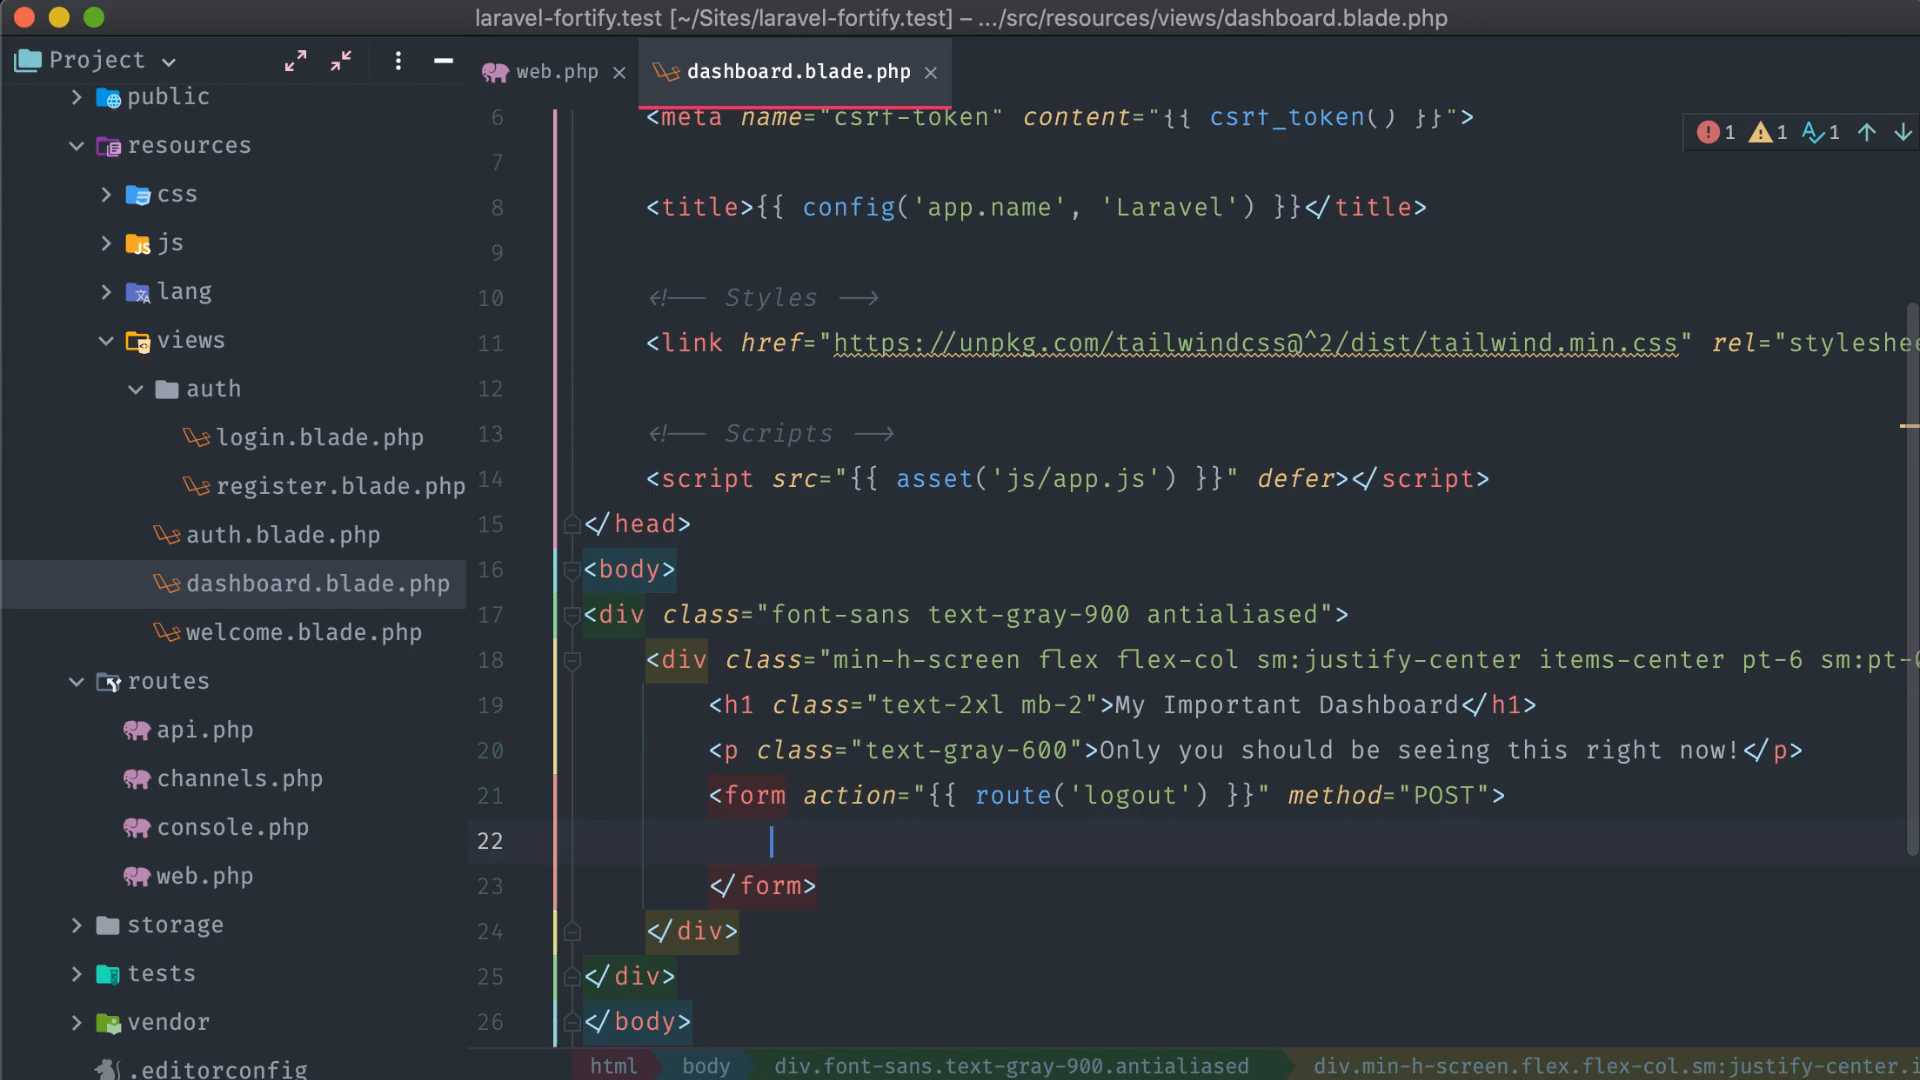 laravel-fortify.test [~/Sites/laravel-fortify.test] – .../src/resources/views/dashboard.blade.php
Project
web.php
dashboard.blade.php
public
resources
css
js
lang
views
auth
login.blade.php
register.blade.php
auth.blade.php
dashboard.blade.php
welcome.blade.php
routes
api.php
channels.php
console.php
web.php
storage
tests
vendor
.editorconfig
1 1 1
6 <meta name="csrf-token" content="{{ csrf_token() }}">
7
8 <title>{{ config('app.name', 'Laravel') }}</title>
9
10 <!-- Styles -->
11 <link href="https://unpkg.com/tailwindcss@^2/dist/tailwind.min.css" rel="styleshee
12
13 <!-- Scripts -->
14 <script src="{{ asset('js/app.js') }}" defer></script>
15 </head>
16 <body>
17 <div class="font-sans text-gray-900 antialiased">
18 <div class="min-h-screen flex flex-col sm:justify-center items-center pt-6 sm:pt-0
19 <h1 class="text-2xl mb-2">My Important Dashboard</h1>
20 <p class="text-gray-600">Only you should be seeing this right now!</p>
21 <form action="{{ route('logout') }}" method="POST">
22
23 </form>
24 </div>
25 </div>
26 </body>
html body div.font-sans.text-gray-900.antialiased div.min-h-screen.flex.flex-col.sm:justify-center.i